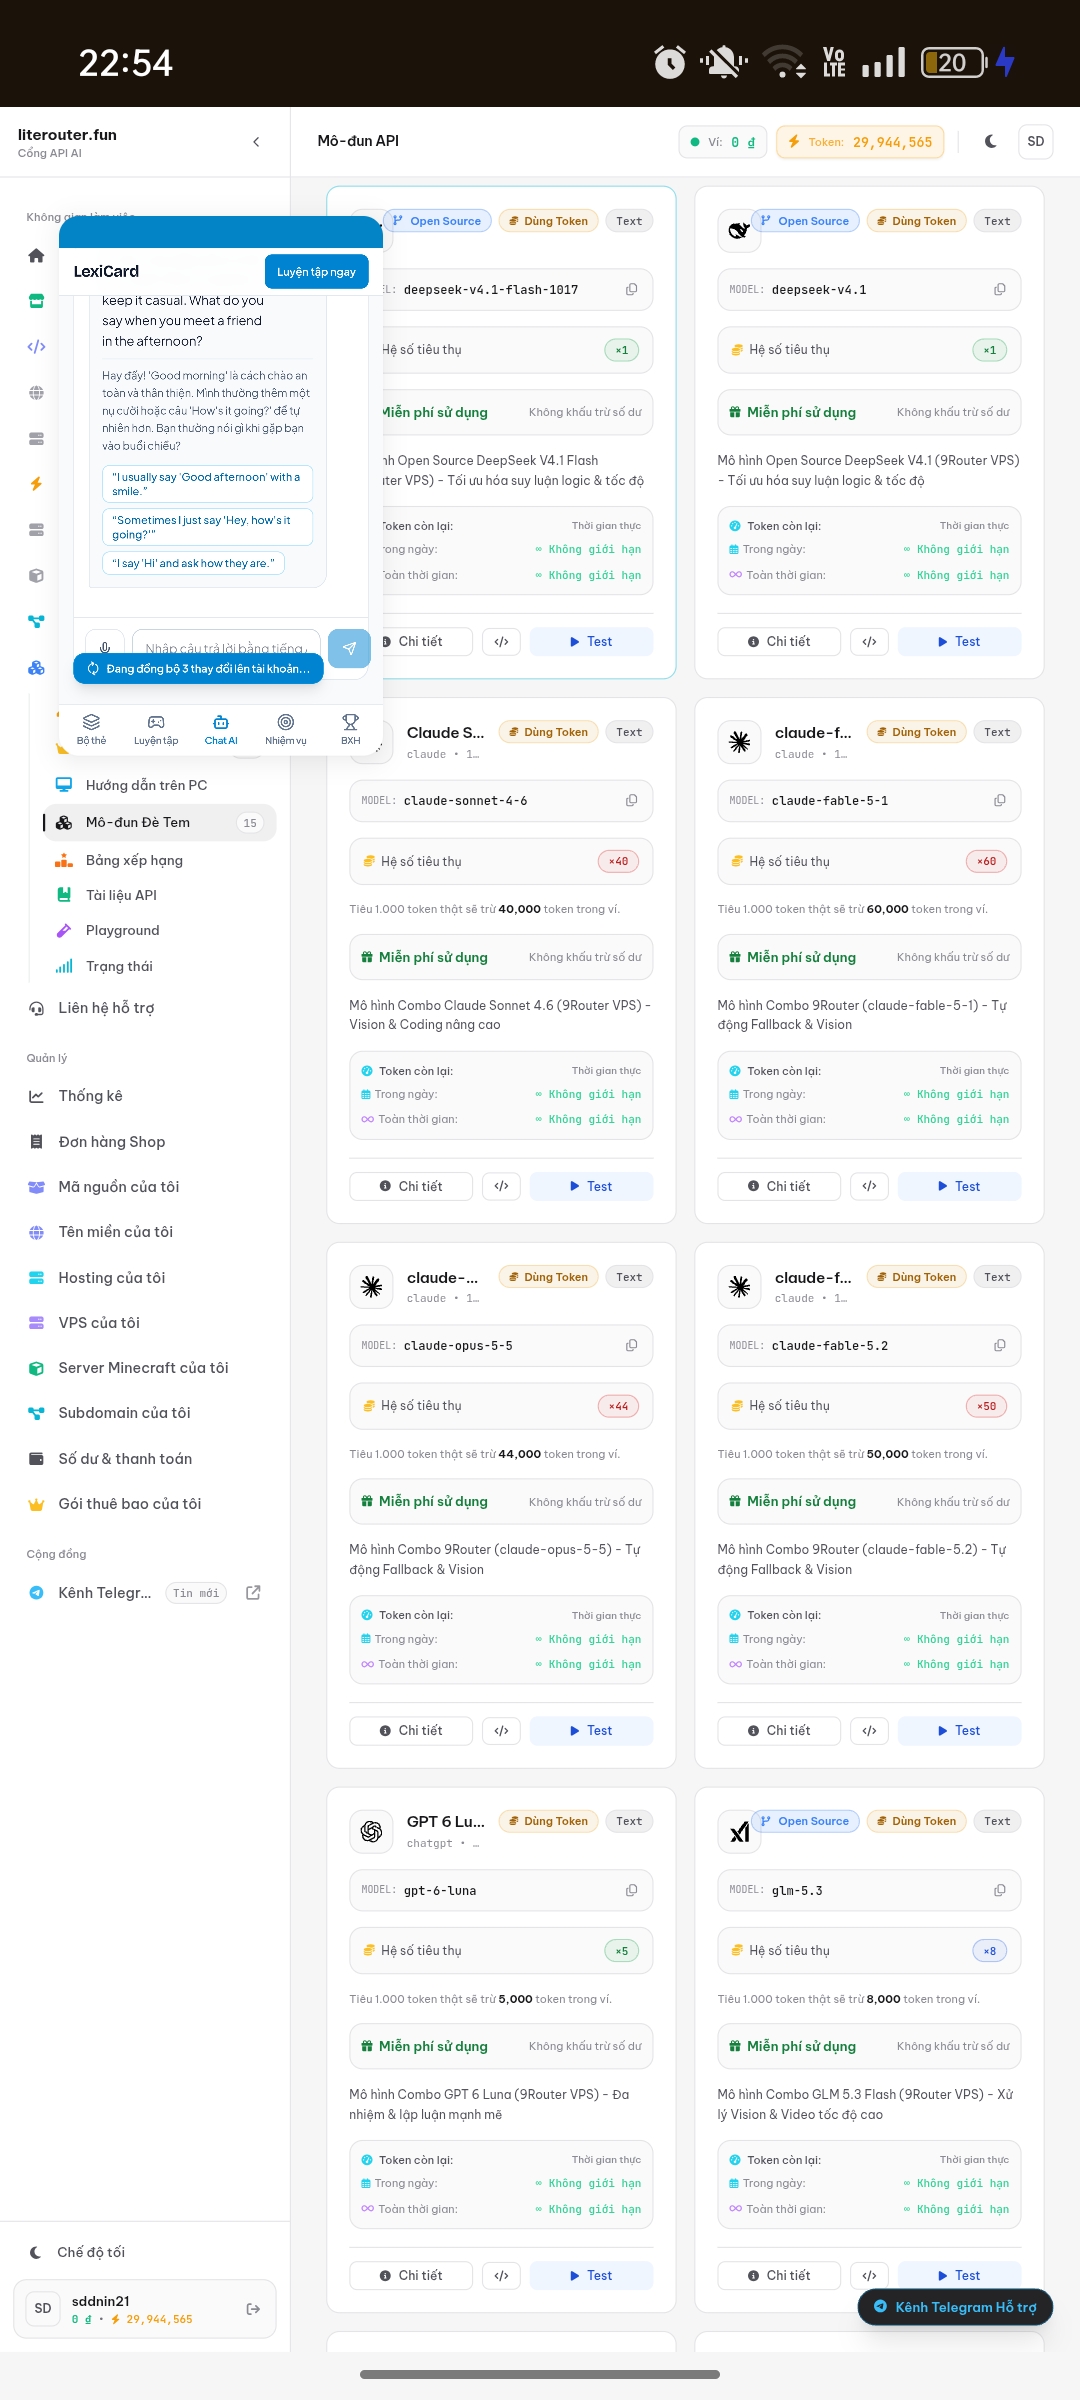 22:54
Vo
LTE
20
literouter.fun
Cổng API AI
Mô-đun API
Ví: 0 đ
Token: 29,944,565
SD
Không gian làm việc
LexiCard
Luyện tập ngay
keep it casual. What do you
say when you meet a friend
in the afternoon?
Hay đấy! 'Good morning' là cách chào an
toàn và thân thiện. Mình thường thêm một
nụ cười hoặc câu 'How's it going?' để tự
nhiên hơn. Bạn thường nói gì khi gặp bạn
vào buổi chiều?
"I usually say 'Good afternoon' with a
smile."
"Sometimes I just say 'Hey, how's it
going?'"
"I say 'Hi' and ask how they are."
Nhập câu trả lời bằng tiếng
Đang đồng bộ 3 thay đổi lên tài khoản...
Bộ thẻ
Luyện tập
Chat AI
Nhiệm vụ
BXH
Hướng dẫn trên PC
Mô-đun Đè Tem 15
Bảng xếp hạng
Tài liệu API
Playground
Trạng thái
Liên hệ hỗ trợ
Quản lý
Thống kê
Đơn hàng Shop
Mã nguồn của tôi
Tên miền của tôi
Hosting của tôi
VPS của tôi
Server Minecraft của tôi
Subdomain của tôi
Số dư & thanh toán
Gói thuê bao của tôi
Cộng đồng
Kênh Telegr... Tin mới
Chế độ tối
SD
sddnin21
0 đ • 29,944,565
Open Source Dùng Token Text
deepseek-v4.1-flash-1017
Hệ số tiêu thụ ×1
Miễn phí sử dụng Không khấu trừ số dư
Open Source DeepSeek V4.1 Flash
VPS) - Tối ưu hóa suy luận logic & tốc độ
Token còn lại: Thời gian thực
Trong ngày: ∞ Không giới hạn
Toàn thời gian: ∞ Không giới hạn
Chi tiết </> Test
Open Source Dùng Token Text
MODEL: deepseek-v4.1
Hệ số tiêu thụ ×1
Miễn phí sử dụng Không khấu trừ số dư
Mô hình Open Source DeepSeek V4.1 (9Router VPS)
- Tối ưu hóa suy luận logic & tốc độ
Token còn lại: Thời gian thực
Trong ngày: ∞ Không giới hạn
Toàn thời gian: ∞ Không giới hạn
Chi tiết </> Test
Claude S... Dùng Token Text
claude • 1…
MODEL: claude-sonnet-4-6
Hệ số tiêu thụ ×40
Tiêu 1.000 token thật sẽ trừ 40,000 token trong ví.
Miễn phí sử dụng Không khấu trừ số dư
Mô hình Combo Claude Sonnet 4.6 (9Router VPS) -
Vision & Coding nâng cao
Token còn lại: Thời gian thực
Trong ngày: ∞ Không giới hạn
Toàn thời gian: ∞ Không giới hạn
Chi tiết </> Test
claude-f... Dùng Token Text
claude • 1…
MODEL: claude-fable-5-1
Hệ số tiêu thụ ×60
Tiêu 1.000 token thật sẽ trừ 60,000 token trong ví.
Miễn phí sử dụng Không khấu trừ số dư
Mô hình Combo 9Router (claude-fable-5-1) - Tự
động Fallback & Vision
Token còn lại: Thời gian thực
Trong ngày: ∞ Không giới hạn
Toàn thời gian: ∞ Không giới hạn
Chi tiết </> Test
claude-... Dùng Token Text
claude • 1…
MODEL: claude-opus-5-5
Hệ số tiêu thụ ×44
Tiêu 1.000 token thật sẽ trừ 44,000 token trong ví.
Miễn phí sử dụng Không khấu trừ số dư
Mô hình Combo 9Router (claude-opus-5-5) - Tự
động Fallback & Vision
Token còn lại: Thời gian thực
Trong ngày: ∞ Không giới hạn
Toàn thời gian: ∞ Không giới hạn
Chi tiết </> Test
claude-f... Dùng Token Text
claude • 1…
MODEL: claude-fable-5.2
Hệ số tiêu thụ ×50
Tiêu 1.000 token thật sẽ trừ 50,000 token trong ví.
Miễn phí sử dụng Không khấu trừ số dư
Mô hình Combo 9Router (claude-fable-5.2) - Tự
động Fallback & Vision
Token còn lại: Thời gian thực
Trong ngày: ∞ Không giới hạn
Toàn thời gian: ∞ Không giới hạn
Chi tiết </> Test
GPT 6 Lu... Dùng Token Text
chatgpt • …
MODEL: gpt-6-luna
Hệ số tiêu thụ ×5
Tiêu 1.000 token thật sẽ trừ 5,000 token trong ví.
Miễn phí sử dụng Không khấu trừ số dư
Mô hình Combo GPT 6 Luna (9Router VPS) - Đa
nhiệm & lập luận mạnh mẽ
Token còn lại: Thời gian thực
Trong ngày: ∞ Không giới hạn
Toàn thời gian: ∞ Không giới hạn
Chi tiết </> Test
Open Source Dùng Token Text
MODEL: glm-5.3
Hệ số tiêu thụ ×8
Tiêu 1.000 token thật sẽ trừ 8,000 token trong ví.
Miễn phí sử dụng Không khấu trừ số dư
Mô hình Combo GLM 5.3 Flash (9Router VPS) - Xử
lý Vision & Video tốc độ cao
Token còn lại: Thời gian thực
Trong ngày: ∞ Không giới hạn
Toàn thời gian: ∞ Không giới hạn
Chi tiết </> Test
Kênh Telegram Hỗ trợ